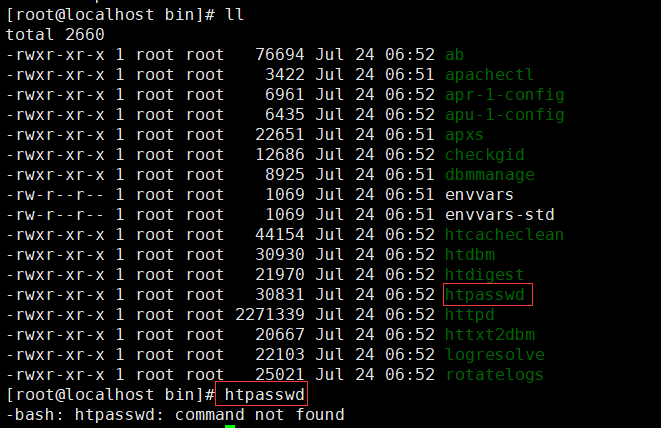 [root@localhost bin]# ll
total 2660
-rwxr-xr-x 1 root root   76694 Jul 24 06:52 ab
-rwxr-xr-x 1 root root    3422 Jul 24 06:51 apachectl
-rwxr-xr-x 1 root root    6961 Jul 24 06:52 apr-1-config
-rwxr-xr-x 1 root root    6435 Jul 24 06:52 apu-1-config
-rwxr-xr-x 1 root root   22651 Jul 24 06:51 apxs
-rwxr-xr-x 1 root root   12686 Jul 24 06:52 checkgid
-rwxr-xr-x 1 root root    8925 Jul 24 06:51 dbmmanage
-rw-r--r-- 1 root root    1069 Jul 24 06:51 envvars
-rw-r--r-- 1 root root    1069 Jul 24 06:51 envvars-std
-rwxr-xr-x 1 root root   44154 Jul 24 06:52 htcacheclean
-rwxr-xr-x 1 root root   30930 Jul 24 06:52 htdbm
-rwxr-xr-x 1 root root   21970 Jul 24 06:52 htdigest
-rwxr-xr-x 1 root root   30831 Jul 24 06:52 htpasswd
-rwxr-xr-x 1 root root 2271339 Jul 24 06:52 httpd
-rwxr-xr-x 1 root root   20667 Jul 24 06:52 httxt2dbm
-rwxr-xr-x 1 root root   22103 Jul 24 06:52 logresolve
-rwxr-xr-x 1 root root   25021 Jul 24 06:52 rotatelogs
[root@localhost bin]# htpasswd
-bash: htpasswd: command not found